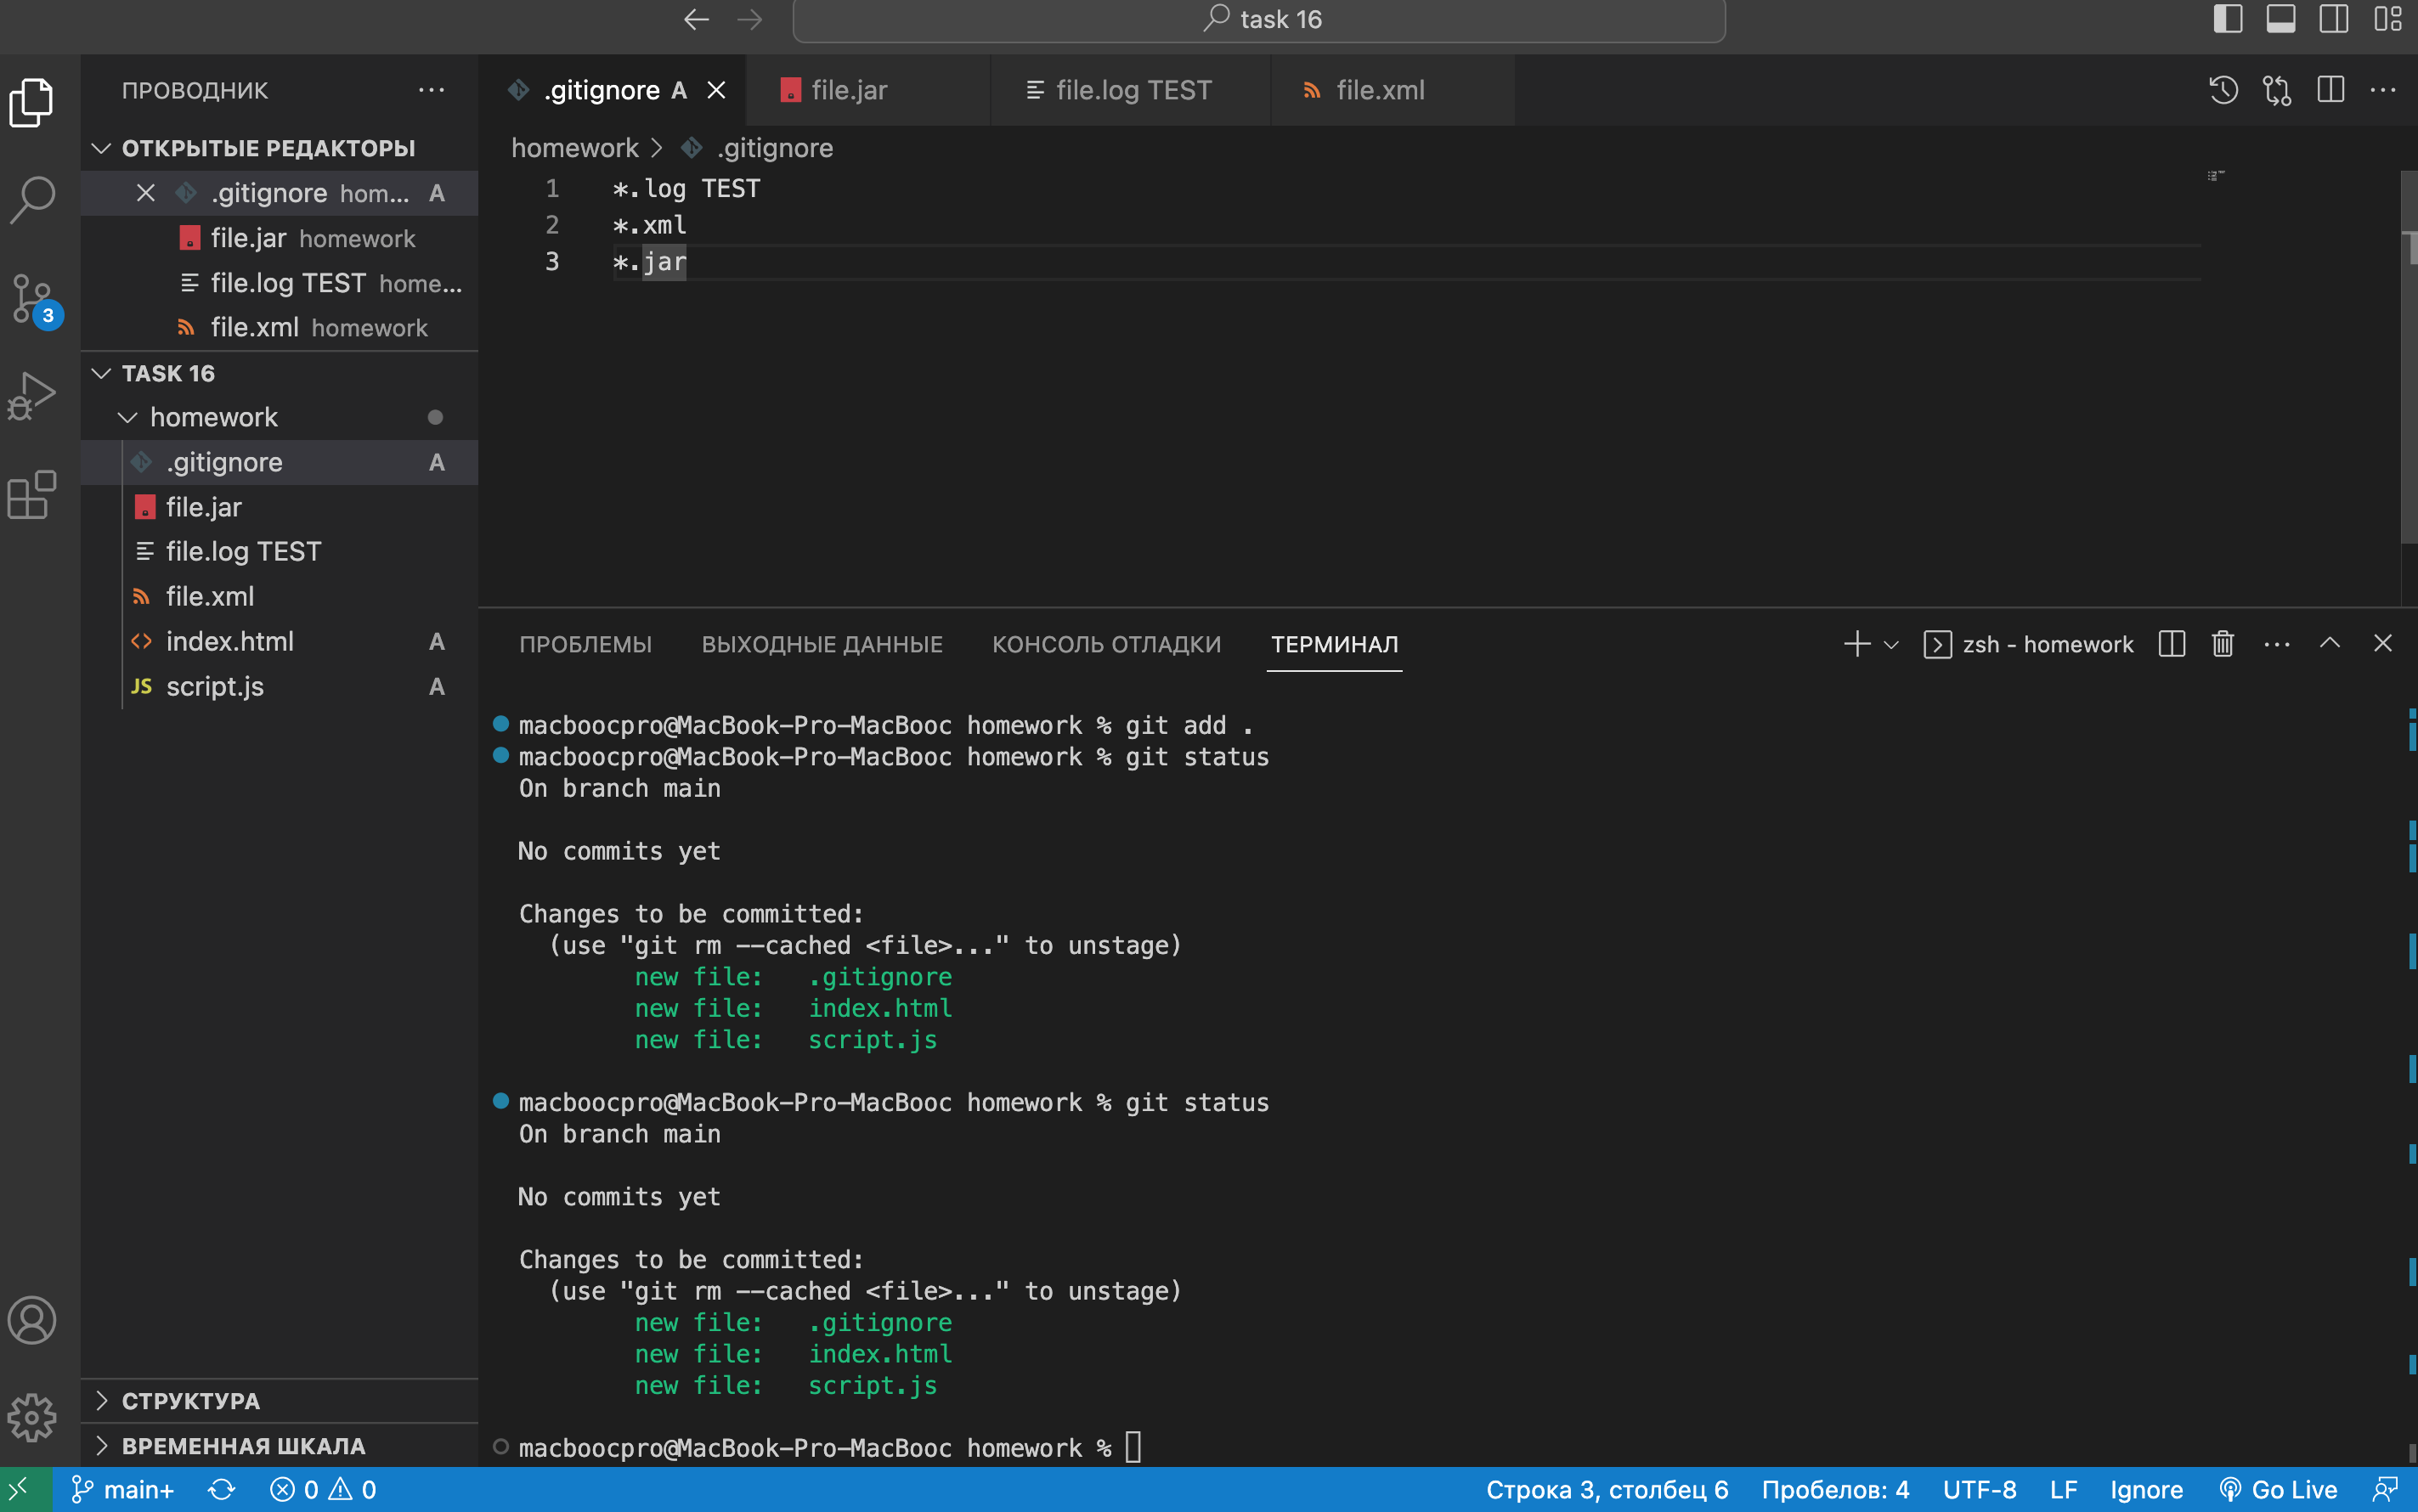 task 16
ПРОВОДНИК
ОТКРЫТЫЕ РЕДАКТОРЫ
.gitignore hom... A
file.jar homework
file.log TEST home...
file.xml homework
TASK 16
homework
.gitignore A
file.jar
file.log TEST
file.xml
index.html A
JS script.js A
СТРУКТУРА
ВРЕМЕННАЯ ШКАЛА
3
.gitignore A
file.jar
file.log TEST
file.xml
homework > .gitignore
1 *.log TEST
2 *.xml
3 *.jar
ПРОБЛЕМЫ ВЫХОДНЫЕ ДАННЫЕ КОНСОЛЬ ОТЛАДКИ ТЕРМИНАЛ
zsh - homework
macboocpro@MacBook-Pro-MacBooc homework % git add .
macboocpro@MacBook-Pro-MacBooc homework % git status
On branch main
No commits yet
Changes to be committed:
(use "git rm --cached <file>..." to unstage)
new file: .gitignore
new file: index.html
new file: script.js
macboocpro@MacBook-Pro-MacBooc homework % git status
On branch main
No commits yet
Changes to be committed:
(use "git rm --cached <file>..." to unstage)
new file: .gitignore
new file: index.html
new file: script.js
macboocpro@MacBook-Pro-MacBooc homework %
main+ 0 0 Строка 3, столбец 6 Пробелов: 4 UTF-8 LF Ignore Go Live